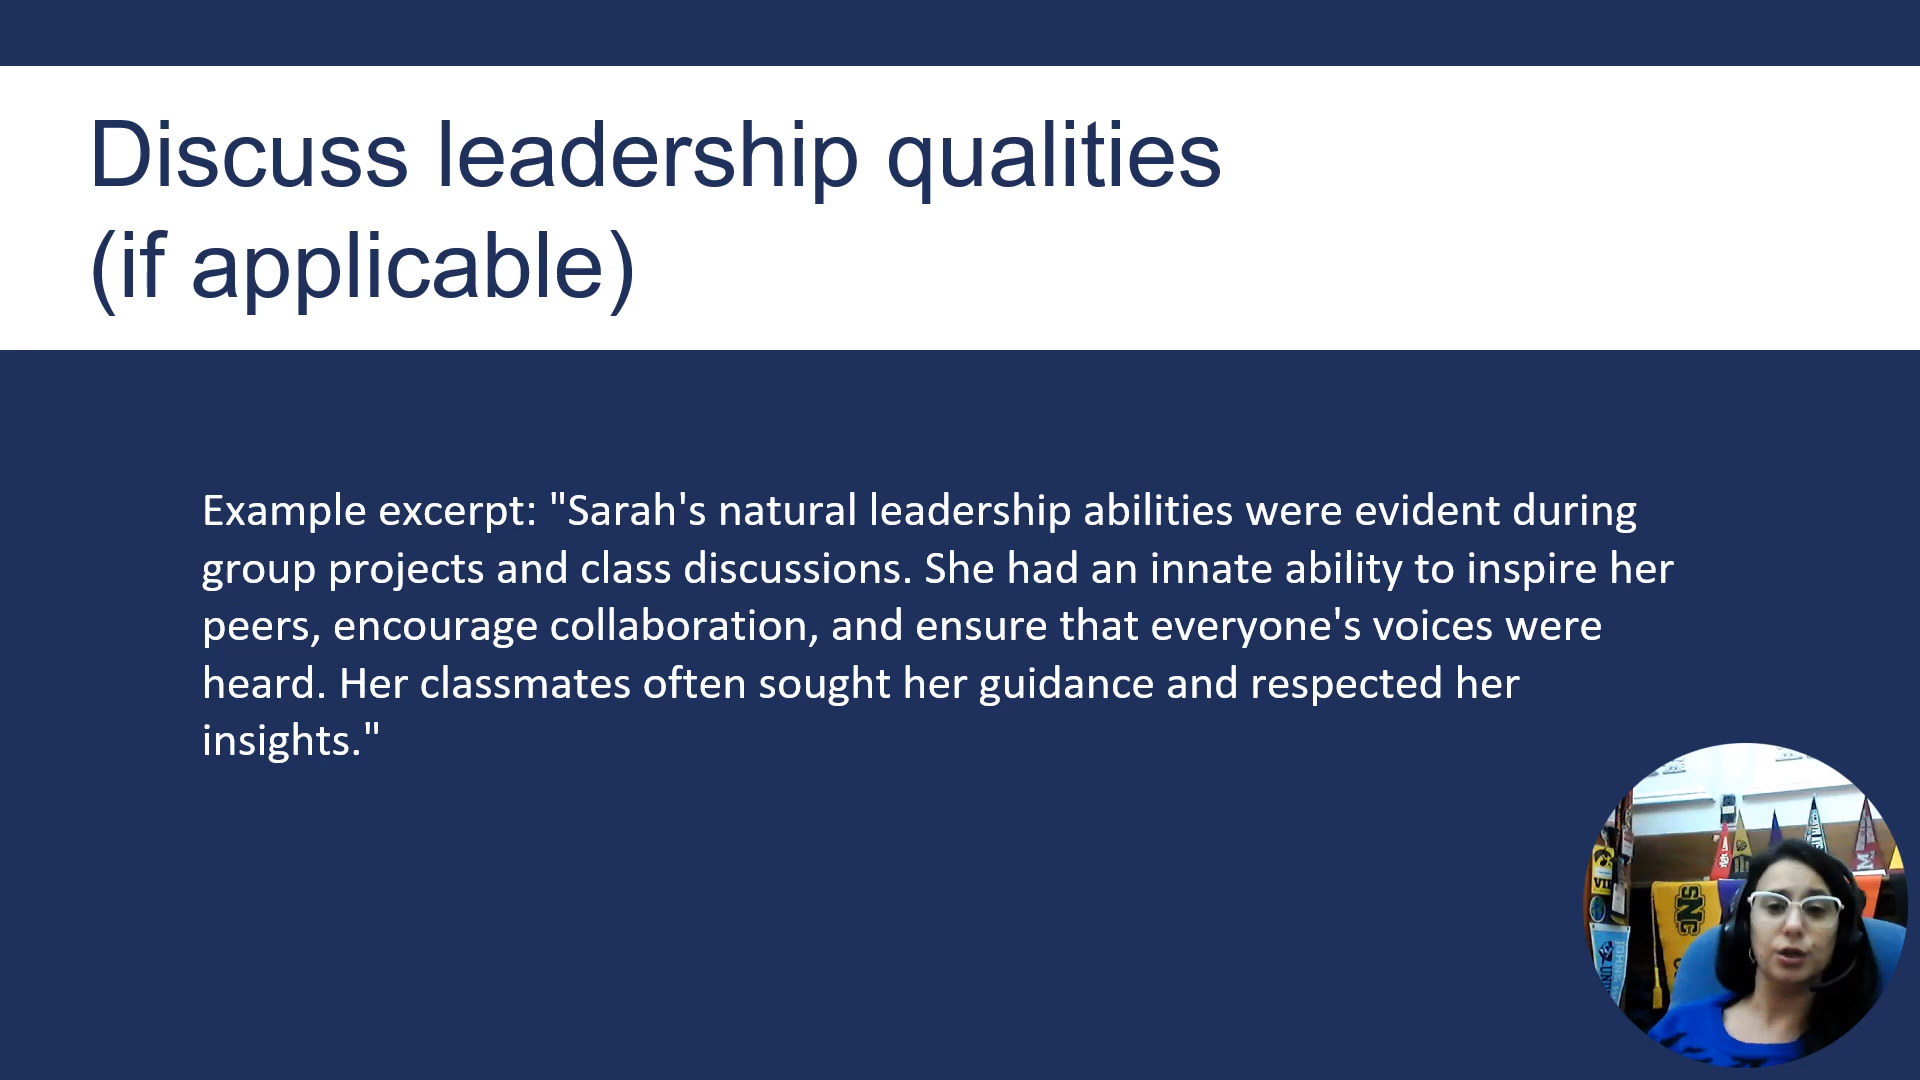 Discuss leadership qualities
(if applicable)
Example excerpt: "Sarah's natural leadership abilities were evident during
group projects and class discussions. She had an innate ability to inspire her
peers, encourage collaboration, and ensure that everyone's voices were
heard. Her classmates often sought her guidance and respected her
insights."
SNC
M